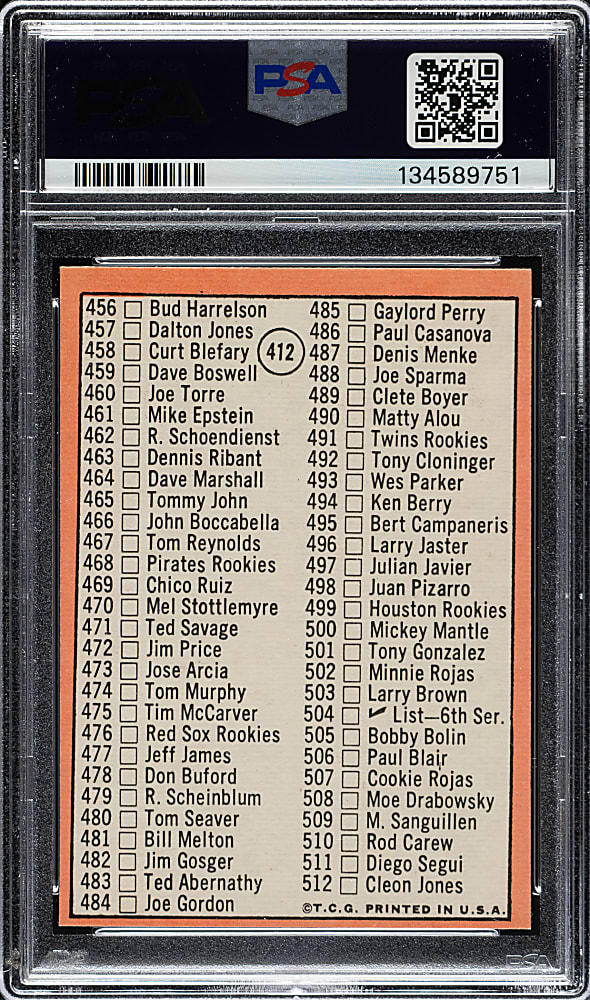 PSA
PSA
134589751
456 Bud Harrelson
457 Dalton Jones
458 Curt Blefary
459 Dave Boswell
460 Joe Torre
461 Mike Epstein
462 R. Schoendienst
463 Dennis Ribant
464 Dave Marshall
465 Tommy John
466 John Boccabella
467 Tom Reynolds
468 Pirates Rookies
469 Chico Ruiz
470 Mel Stottlemyre
471 Ted Savage
472 Jim Price
473 Jose Arcia
474 Tom Murphy
475 Tim McCarver
476 Red Sox Rookies
477 Jeff James
478 Don Buford
479 R. Scheinblum
480 Tom Seaver
481 Bill Melton
482 Jim Gosger
483 Ted Abernathy
484 Joe Gordon
412
485 Gaylord Perry
486 Paul Casanova
487 Denis Menke
488 Joe Sparma
489 Clete Boyer
490 Matty Alou
491 Twins Rookies
492 Tony Cloninger
493 Wes Parker
494 Ken Berry
495 Bert Campaneris
496 Larry Jaster
497 Julian Javier
498 Juan Pizarro
499 Houston Rookies
500 Mickey Mantle
501 Tony Gonzalez
502 Minnie Rojas
503 Larry Brown
504 ✓ List—6th Ser.
505 Bobby Bolin
506 Paul Blair
507 Cookie Rojas
508 Moe Drabowsky
509 M. Sanguillen
510 Rod Carew
511 Diego Segui
512 Cleon Jones
©T.C.G. PRINTED IN U.S.A.
PSA